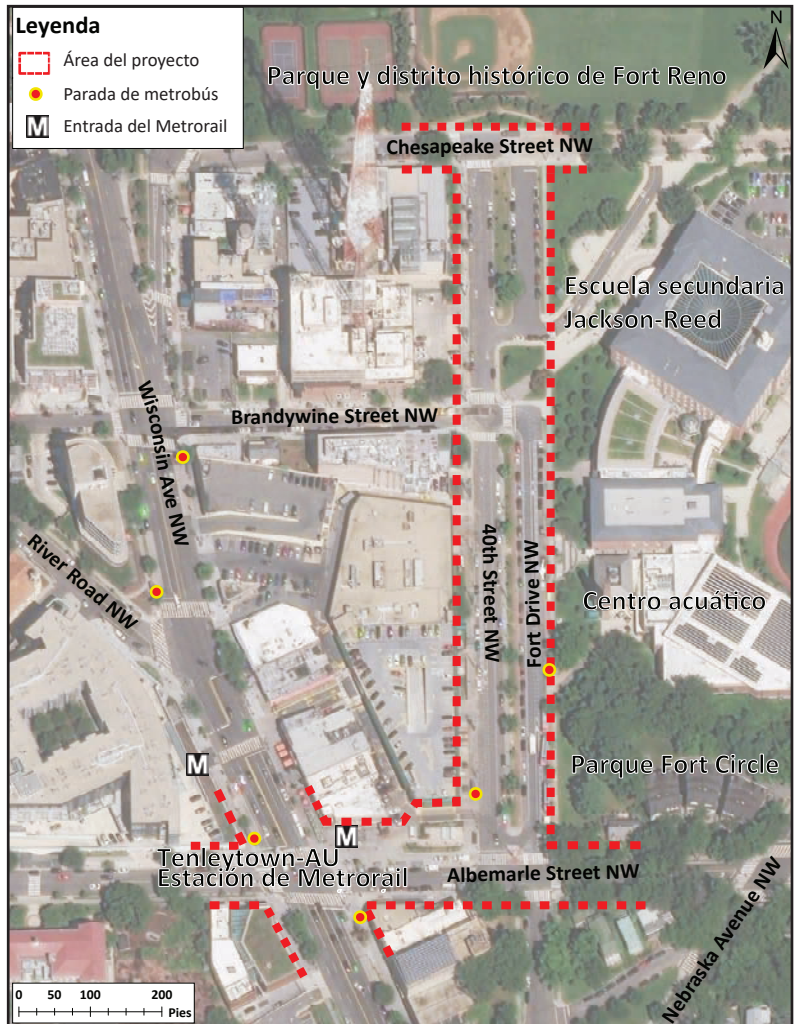 Leyenda
Área del proyecto
Parada de metrobús
M Entrada del Metrorail
N
Parque y distrito histórico de Fort Reno
Chesapeake Street NW
Escuela secundaria
Jackson-Reed
Wisconsin Ave NW
Brandywine Street NW
River Road NW
40th Street NW
Fort Drive NW
Centro acuático
M
Parque Fort Circle
M
Tenleytown-AU
Estación de Metrorail
Albemarle Street NW
Nebraska Avenue NW
0 50 100 200
Pies